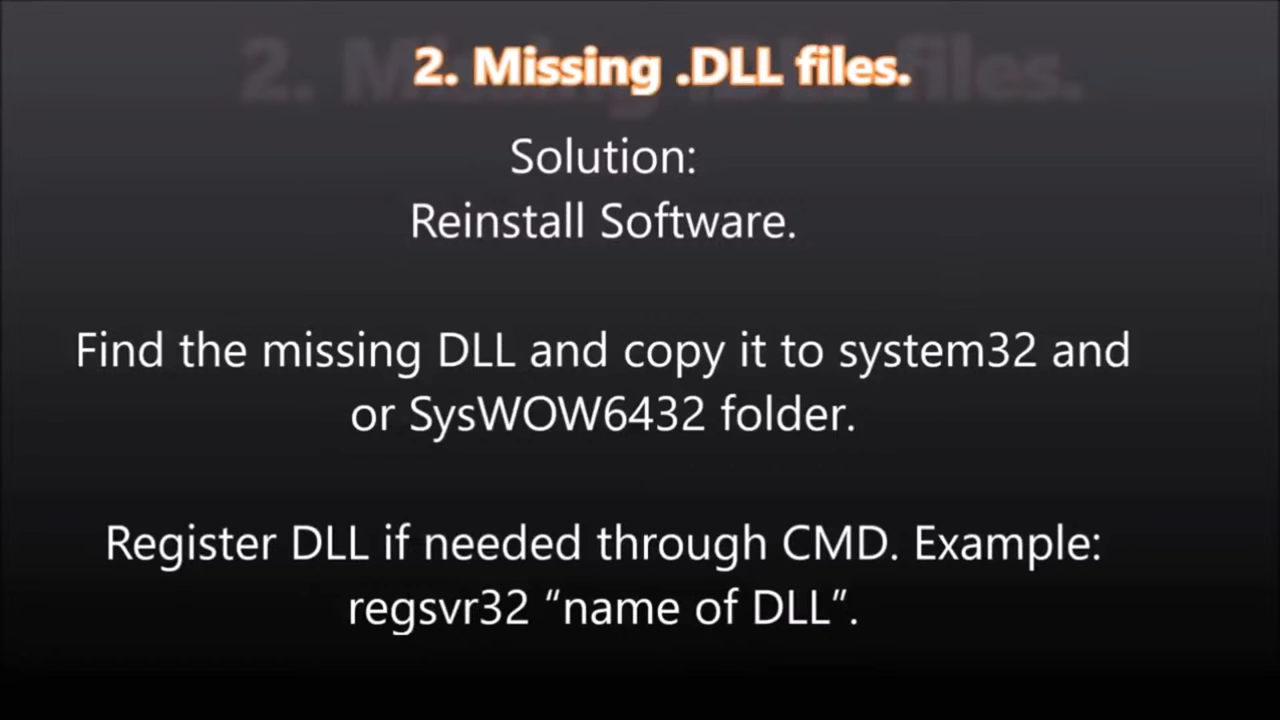 2. Missing .DLL files.
Solution:
Reinstall Software.
Find the missing DLL and copy it to system32 and
or SysWOW6432 folder.
Register DLL if needed through CMD. Example:
regsvr32 “name of DLL”.